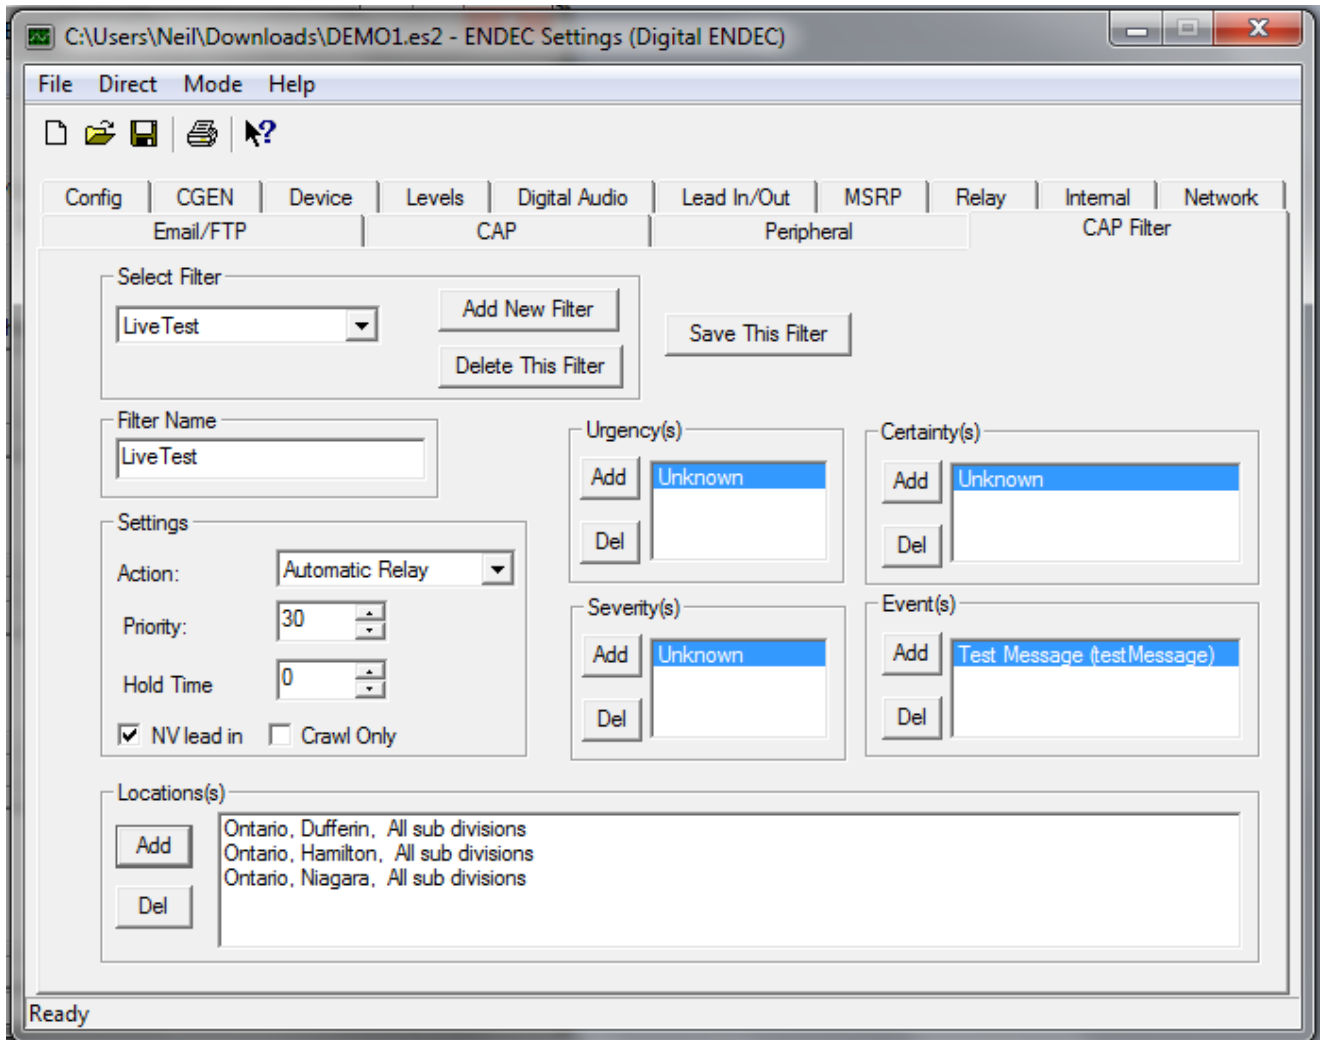 C:\Users\Neil\Downloads\DEMO1.es2 - ENDEC Settings (Digital ENDEC)
File Direct Mode Help
Config CGEN Device Levels Digital Audio Lead In/Out MSRP Relay Internal Network
Email/FTP CAP Peripheral CAP Filter
Select Filter
LiveTest
Add New Filter
Delete This Filter
Save This Filter
Filter Name
LiveTest
Settings
Action: Automatic Relay
Priority: 30
Hold Time 0
NV lead in Crawl Only
Urgency(s)
Add Unknown
Del
Certainty(s)
Add Unknown
Del
Severity(s)
Add Unknown
Del
Event(s)
Add Test Message (testMessage)
Del
Locations(s)
Add
Del
Ontario, Dufferin, All sub divisions
Ontario, Hamilton, All sub divisions
Ontario, Niagara, All sub divisions
Ready